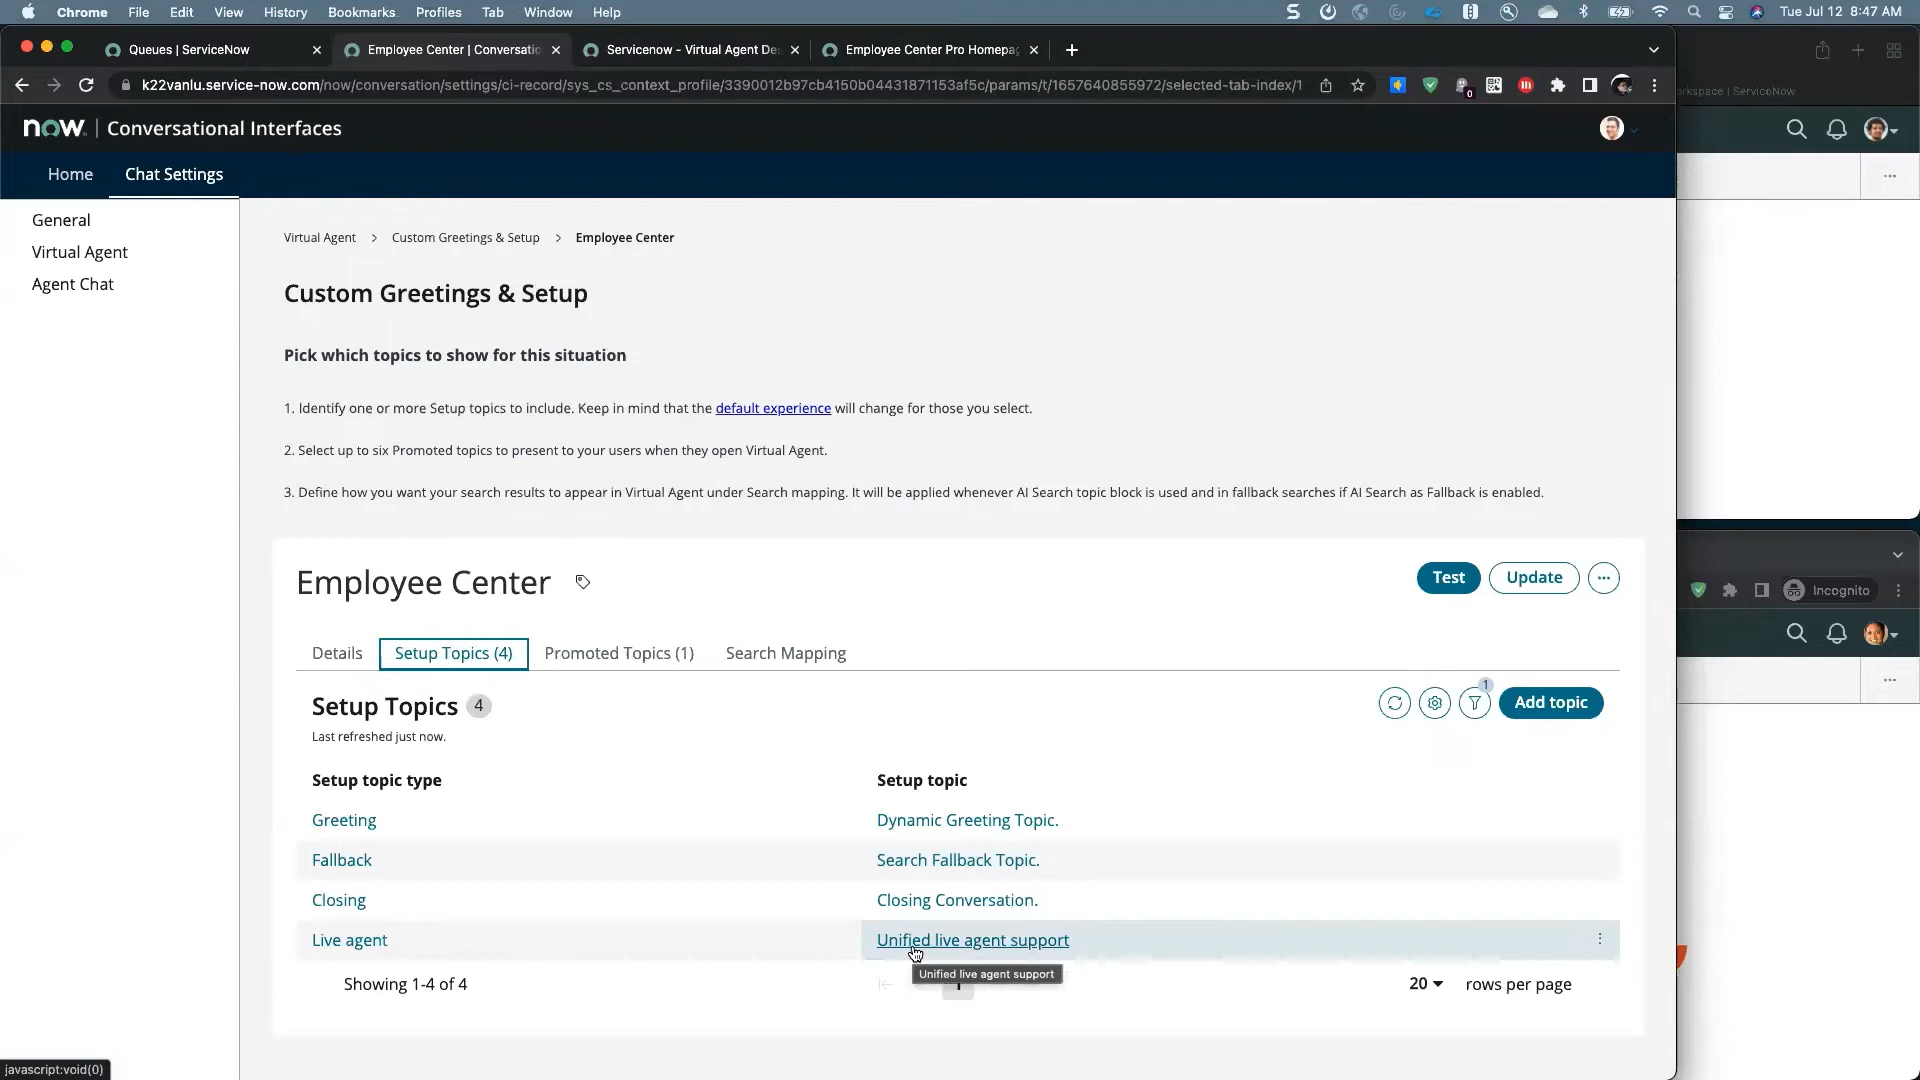 Chrome File Edit View History Bookmarks Profiles Tab Window Help Tue Jul 12 8:47 AM
Queues | ServiceNow
Employee Center | Conversatio
Servicenow - Virtual Agent De
Employee Center Pro Homepag
k22vanlu.service-now.com/now/conversation/settings/ci-record/sys_cs_context_profile/3390012b97cb4150b04431871153af5c/params/t/1657640855972/selected-tab-index/1
0
orkspace | ServiceNow
now. | Conversational Interfaces
Home Chat Settings
General
Virtual Agent
Agent Chat
Virtual Agent > Custom Greetings & Setup > Employee Center
Custom Greetings & Setup
Pick which topics to show for this situation
1. Identify one or more Setup topics to include. Keep in mind that the default experience will change for those you select.
2. Select up to six Promoted topics to present to your users when they open Virtual Agent.
3. Define how you want your search results to appear in Virtual Agent under Search mapping. It will be applied whenever AI Search topic block is used and in fallback searches if AI Search as Fallback is enabled.
Employee Center
Test Update
Incognito
Details Setup Topics (4) Promoted Topics (1) Search Mapping
Setup Topics 4
1
Add topic
Last refreshed just now.
Setup topic type Setup topic
Greeting Dynamic Greeting Topic.
Fallback Search Fallback Topic.
Closing Closing Conversation.
Live agent Unified live agent support
Unified live agent support
Showing 1-4 of 4 1 20 rows per page
javascript:void(0)